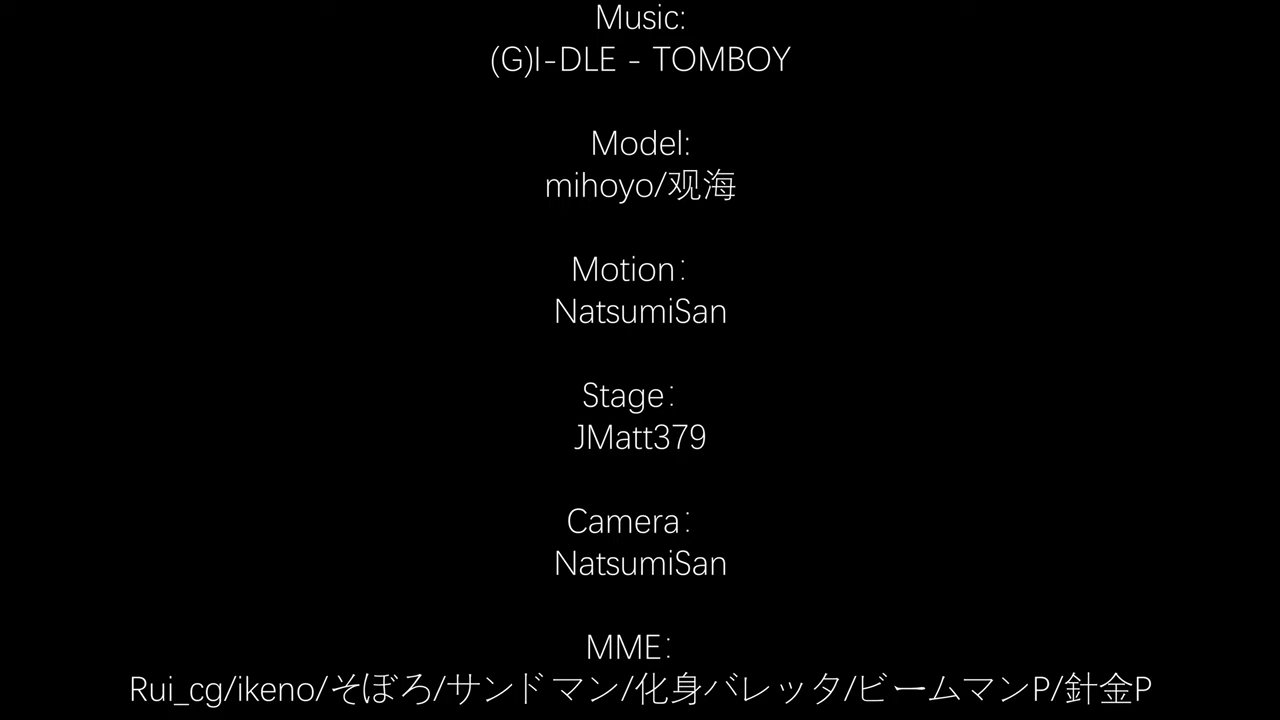 Music:
(G)I-DLE - TOMBOY
Model:
mihoyo/观海
Motion：
NatsumiSan
Stage：
JMatt379
Camera：
NatsumiSan
MME：
Rui_cg/ikeno/そぼろ/サンドマン/化身バレッタ/ビームマンP/針金P